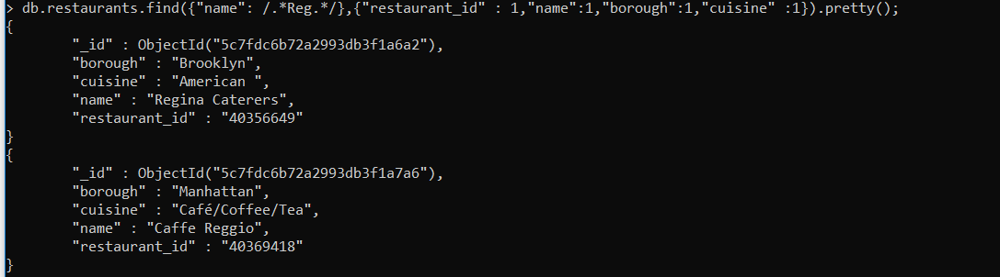 > db.restaurants.find({"name": /.*Reg.*/},{"restaurant_id" : 1,"name":1,"borough":1,"cuisine" :1}).pretty();
{
        "_id" : ObjectId("5c7fdc6b72a2993db3f1a6a2"),
        "borough" : "Brooklyn",
        "cuisine" : "American ",
        "name" : "Regina Caterers",
        "restaurant_id" : "40356649"
}
{
        "_id" : ObjectId("5c7fdc6b72a2993db3f1a7a6"),
        "borough" : "Manhattan",
        "cuisine" : "Café/Coffee/Tea",
        "name" : "Caffe Reggio",
        "restaurant_id" : "40369418"
}